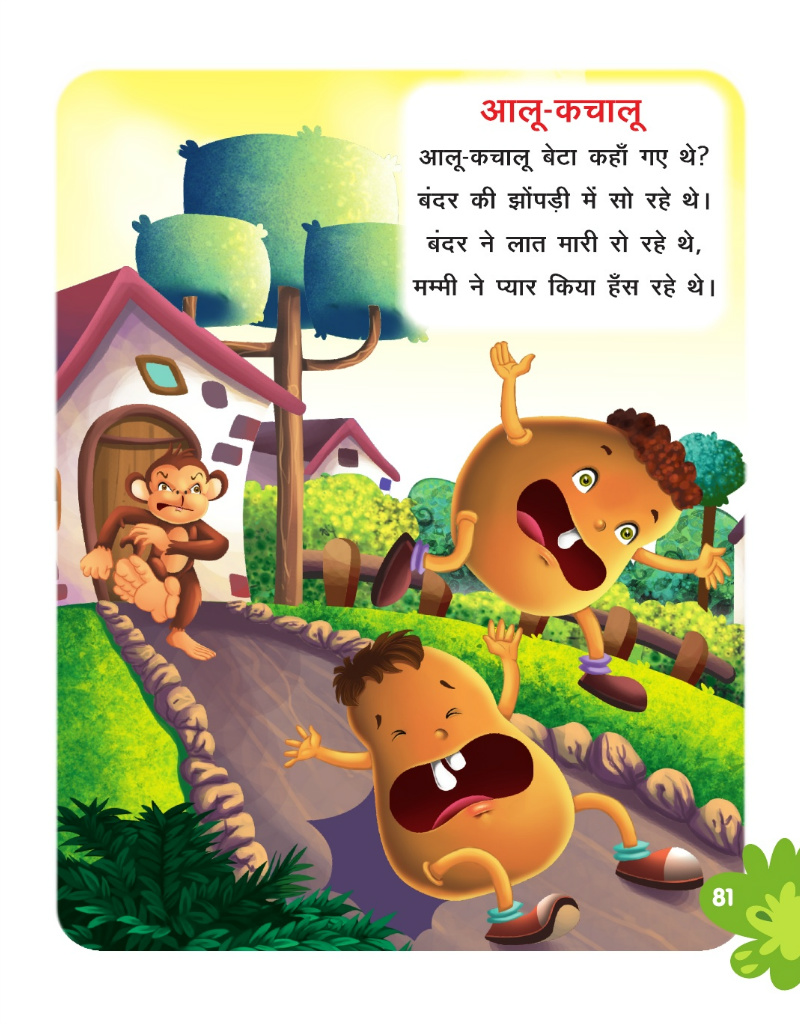 आलू-कचालू
आलू-कचालू बेटा कहाँ गए थे?
बंदर की झोंपड़ी में सो रहे थे।
बंदर ने लात मारी रो रहे थे,
मम्मी ने प्यार किया हँस रहे थे।
81